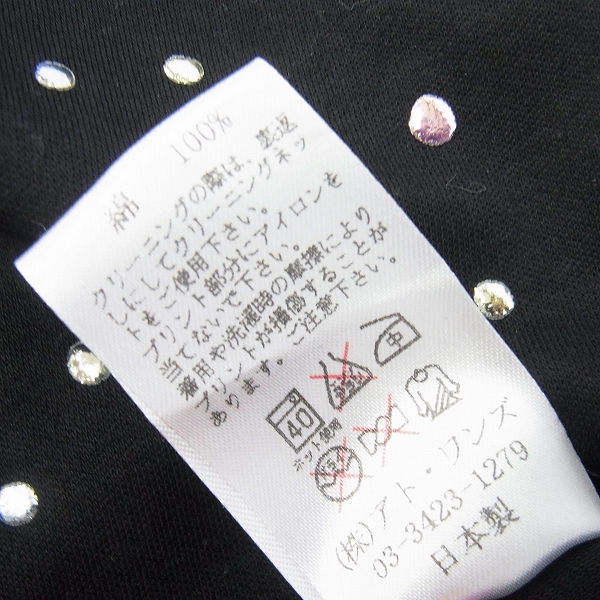 綿 100%
クリーニングの際は、裏返
しにしてクリーニングネッ
トをご使用下さい。
プリント部分にアイロンを
当てないで下さい。
着用や洗濯時の摩擦により
プリントが損傷することが
あります。ご注意下さい。
40 中
ネット使用
(株)アト・ワンズ
03-3423-1279
日本製